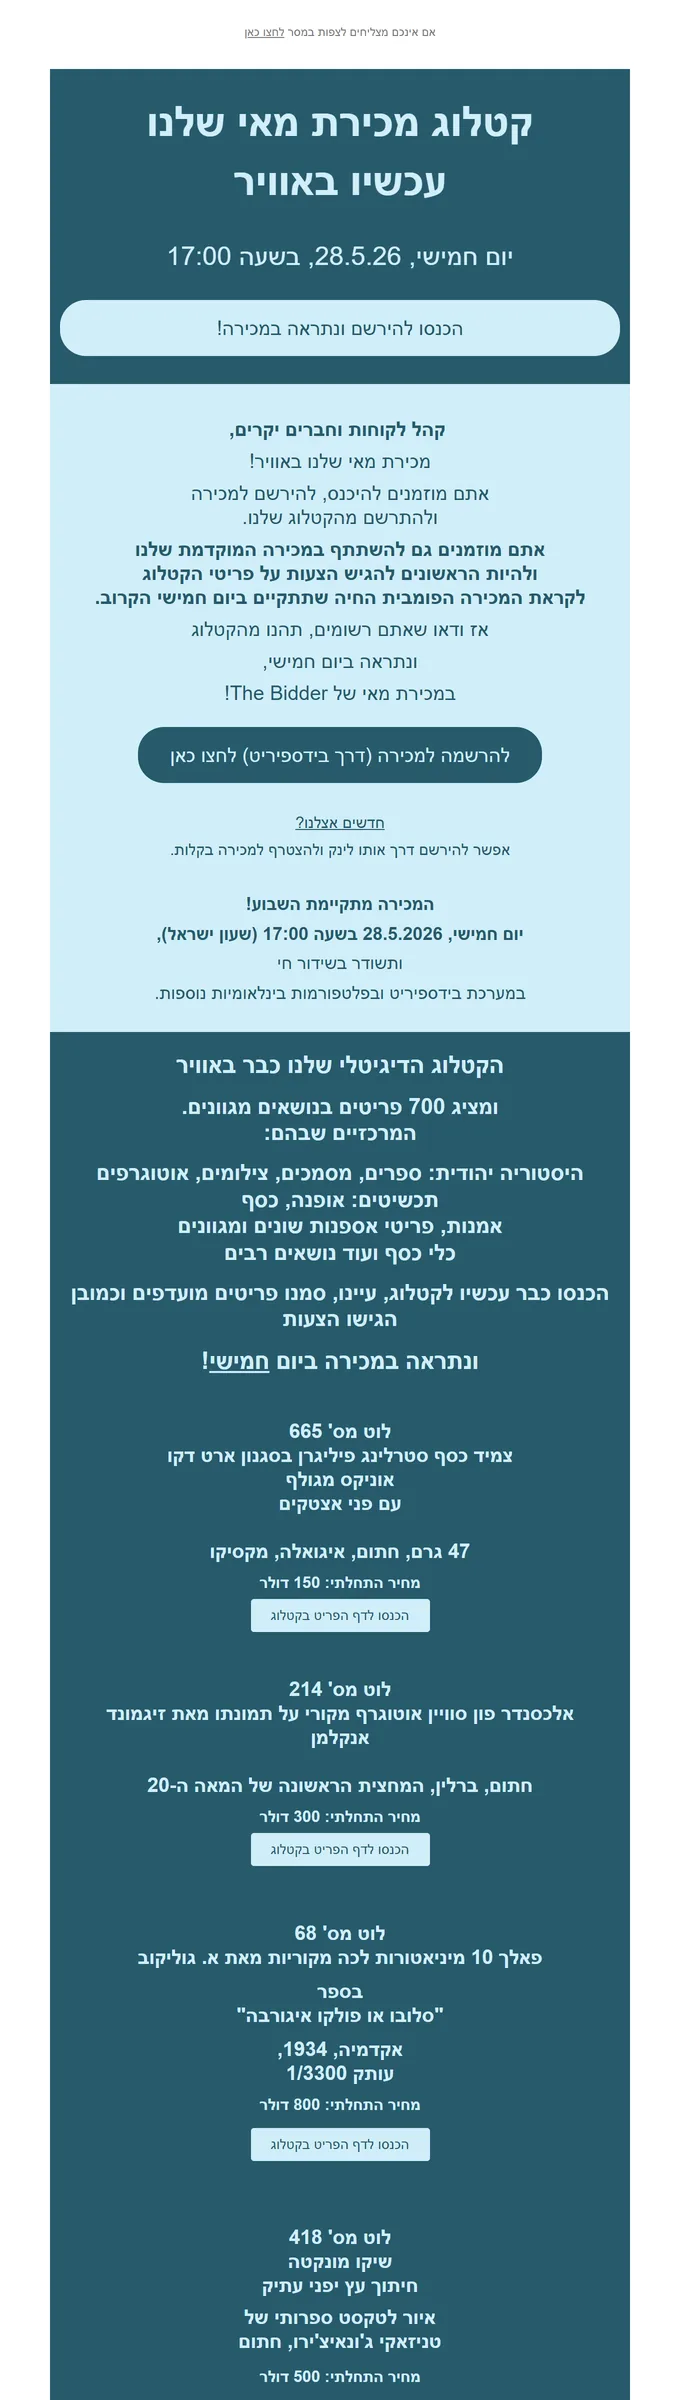 אם אינכם מצליחים לצפות במסר לחצו כאן
קטלוג מכירת מאי שלנו
עכשיו באוויר
יום חמישי, 28.5.26, בשעה 17:00
הכנסו להירשם ונתראה במכירה!
קהל לקוחות וחברים יקרים,
מכירת מאי שלנו באוויר!
אתם מוזמנים להיכנס, להירשם למכירה
ולהתרשם מהקטלוג שלנו.
אתם מוזמנים גם להשתתף במכירה המוקדמת שלנו
ולהיות הראשונים להגיש הצעות על פריטי הקטלוג
לקראת המכירה הפומבית החיה שתתקיים ביום חמישי הקרוב.
אז ודאו שאתם רשומים, תהנו מהקטלוג
ונתראה ביום חמישי,
במכירת מאי של The Bidder!
להרשמה למכירה (דרך בידספיריט) לחצו כאן
חדשים אצלנו?
אפשר להירשם דרך אותו לינק ולהצטרף למכירה בקלות.
המכירה מתקיימת השבוע!
יום חמישי, 28.5.2026 בשעה 17:00 (שעון ישראל),
ותשודר בשידור חי
במערכת בידספיריט ובפלטפורמות בינלאומיות נוספות.
הקטלוג הדיגיטלי שלנו כבר באוויר
ומציג 700 פריטים בנושאים מגוונים.
המרכזיים שבהם:
היסטוריה יהודית: ספרים, מסמכים, צילומים, אוטוגרפים
תכשיטים: אופנה, כסף
אמנות, פריטי אספנות שונים ומגוונים
כלי כסף ועוד נושאים רבים
הכנסו כבר עכשיו לקטלוג, עיינו, סמנו פריטים מועדפים וכמובן
הגישו הצעות
ונתראה במכירה ביום חמישי!
לוט מס' 665
צמיד כסף סטרלינג פיליגרן בסגנון ארט דקו
אוניקס מגולף
עם פני אצטקים
47 גרם, חתום, איגואלה, מקסיקו
מחיר התחלתי: 150 דולר
הכנסו לדף הפריט בקטלוג
לוט מס' 214
אלכסנדר פון סוויין אוטוגרף מקורי על תמונתו מאת זיגמונד
אנקלמן
חתום, ברלין, המחצית הראשונה של המאה ה-20
מחיר התחלתי: 300 דולר
הכנסו לדף הפריט בקטלוג
לוט מס' 68
פאלך 10 מיניאטורות לכה מקוריות מאת א. גוליקוב
בספר
"סלובו או פולקו איגורבה"
אקדמיה, 1934,
עותק 1/3300
מחיר התחלתי: 800 דולר
הכנסו לדף הפריט בקטלוג
לוט מס' 418
שיקו מונקטה
חיתוך עץ יפני עתיק
איור לטקסט ספרותי של
טניזאקי ג'ונאיצ'ירו, חתום
מחיר התחלתי: 500 דולר